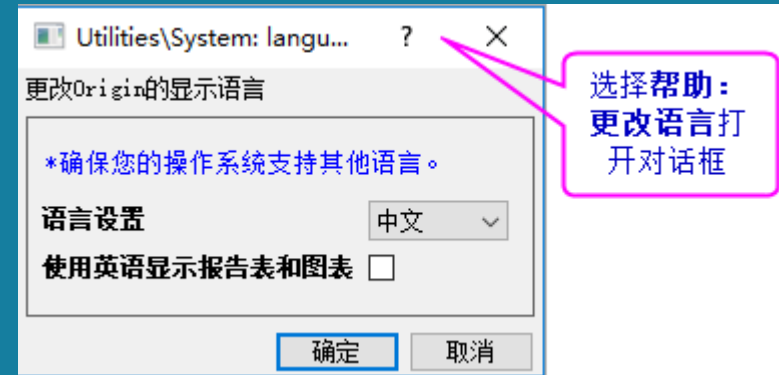 Utilities\System: langu...
?
更改Origin的显示语言
*确保您的操作系统支持其他语言。
语言设置
中文
使用英语显示报告表和图表
确定
取消
选择帮助：
更改语言打
开对话框